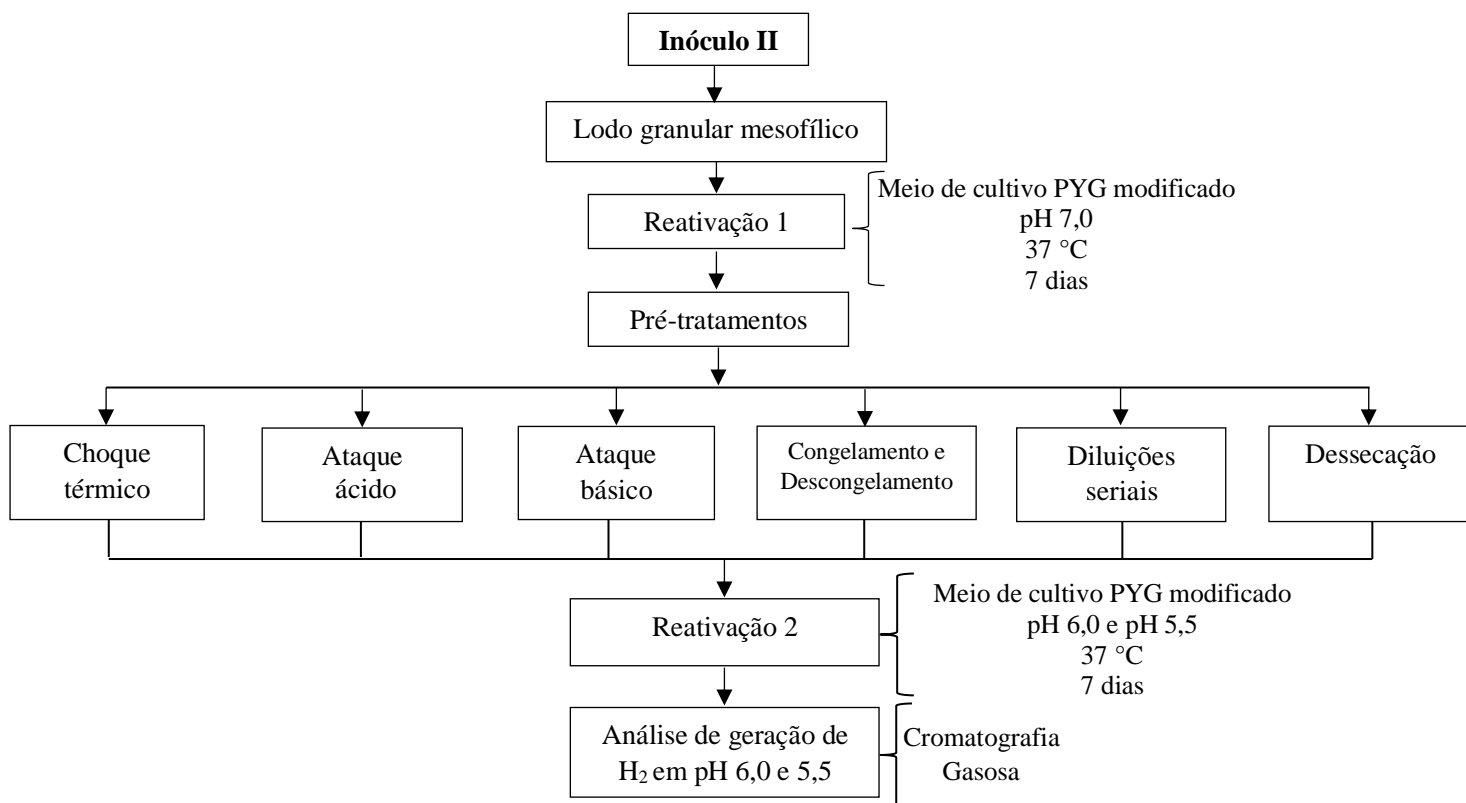 Inóculo II
Lodo granular mesofílico
Reativação 1
Meio de cultivo PYG modificado
pH 7,0
37 °C
7 dias
Pré-tratamentos
Choque
térmico
Ataque
ácido
Ataque
básico
Congelamento e
Descongelamento
Diluições
seriais
Dessecação
Reativação 2
Meio de cultivo PYG modificado
pH 6,0 e pH 5,5
37 °C
7 dias
Análise de geração de
H₂ em pH 6,0 e 5,5
Cromatografia
Gasosa